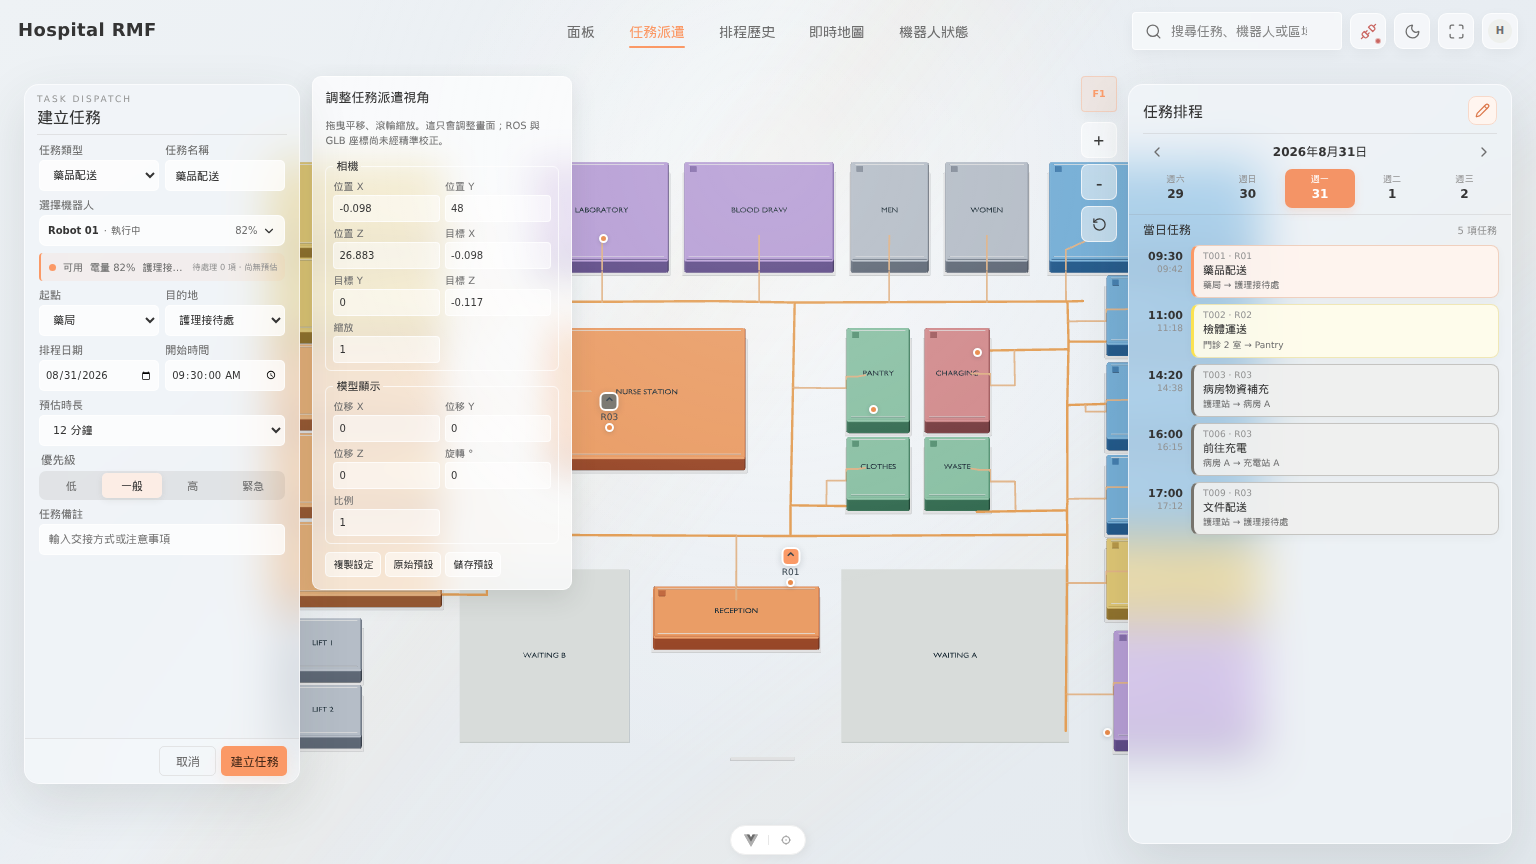 Hospital RMF
面板
任務派遣
排程歷史
即時地圖
機器人狀態
搜尋任務、機器人或區
H
TASK DISPATCH
建立任務
任務類型
任務名稱
藥品配送
藥品配送
選擇機器人
Robot 01 · 執行中
82%
可用 電量 82% 護理接… 待處理 0 項 · 尚無預估
起點
目的地
藥局
護理接待處
排程日期
開始時間
08/31/2026
09:30:00 AM
預估時長
12 分鐘
優先級
低
一般
高
緊急
任務備註
輸入交接方式或注意事項
取消
建立任務
調整任務派遣視角
拖曳平移、滾輪縮放。這只會調整畫面；ROS 與
GLB 座標尚未經精準校正。
相機
位置 X
位置 Y
-0.098
48
位置 Z
目標 X
26.883
-0.098
目標 Y
目標 Z
0
-0.117
縮放
1
模型顯示
位移 X
位移 Y
0
0
位移 Z
旋轉 °
0
0
比例
1
複製設定
原始預設
儲存預設
LABORATORY
BLOOD DRAW
MEN
WOMEN
NURSE STATION
R03
PANTRY
CHARGING
CLOTHES
WASTE
R01
RECEPTION
WAITING B
WAITING A
LIFT 1
LIFT 2
F1
+
-
任務排程
2026年8月31日
週六
29
週日
30
週一
31
週二
1
週三
2
當日任務
5 項任務
09:30
09:42
T001 · R01
藥品配送
藥局 → 護理接待處
11:00
11:18
T002 · R02
檢體運送
門診 2 室 → Pantry
14:20
14:38
T003 · R03
病房物資補充
護理站 → 病房 A
16:00
16:15
T006 · R03
前往充電
病房 A → 充電站 A
17:00
17:12
T009 · R03
文件配送
護理站 → 護理接待處